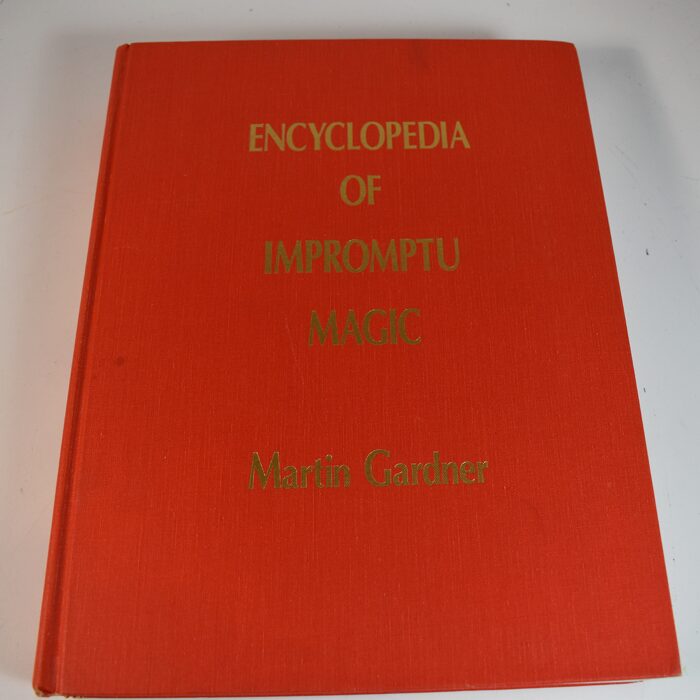 ENCYCLOPEDIA
OF
IMPROMPTU
MAGIC
Martin Gardner